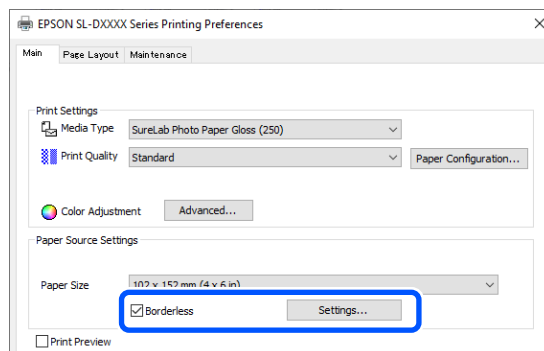 EPSON SL-DXXXX Series Printing Preferences
Main Page Layout Maintenance
Print Settings
Media Type SureLab Photo Paper Gloss (250)
Print Quality Standard Paper Configuration...
Color Adjustment Advanced...
Paper Source Settings
Paper Size 102 x 152 mm (4 x 6 in)
Borderless Settings...
Print Preview